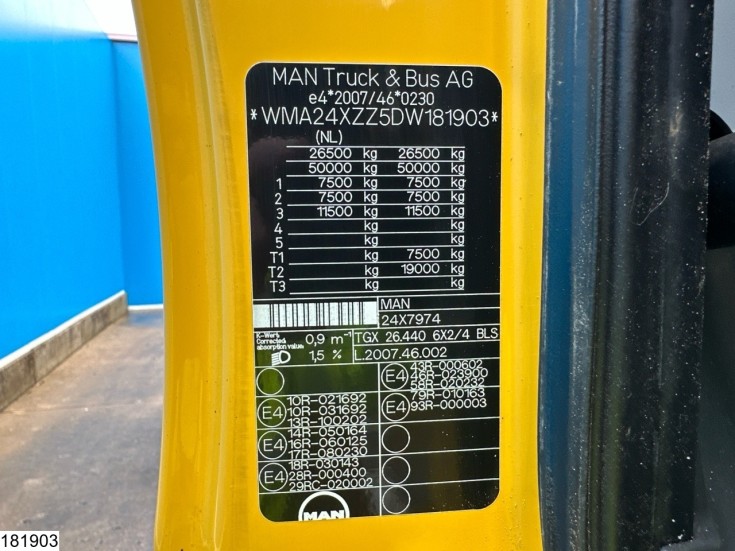 MAN Truck & Bus AG
e4*2007/46*0230
*WMA24XZZ5DW181903*
(NL)
26500 kg 26500 kg
50000 kg 50000 kg
1 7500 kg 7500 kg
2 7500 kg 7500 kg
3 11500 kg 11500 kg
4 kg kg
5 kg kg
T1 kg 7500 kg
T2 kg 19000 kg
T3 kg kg
MAN
24X7974
K-Wert
Corrected
absorption value
0,9 m⁻¹
TGX 26.440 6X2/4 BLS
1,5 %
L.2007.46.002
E4 43R-000602
46R-023900
58R-020232
E4 10R-021692
10R-031692
13R-100202
E4 79R-010163
93R-000003
E4 14R-050164
16R-060125
17R-080230
E4 18R-030143
28R-000400
29RC-020002
MAN
181903